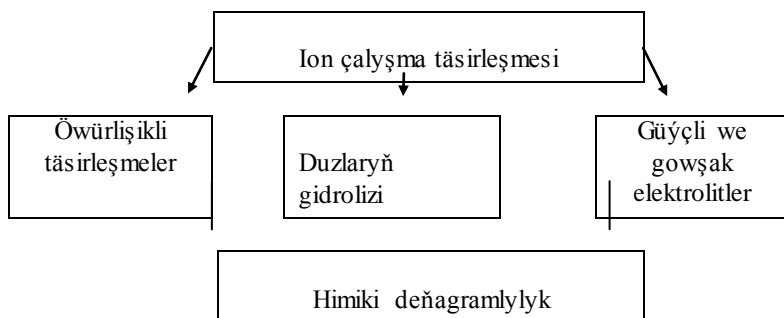 Ion çalyşma täsirleşmesi
Öwürlişikli
täsirleşmeler
Duzlaryň
gidrolizi
Güýçli we
gowşak
elektrolitler
Himiki deňagramlylyk